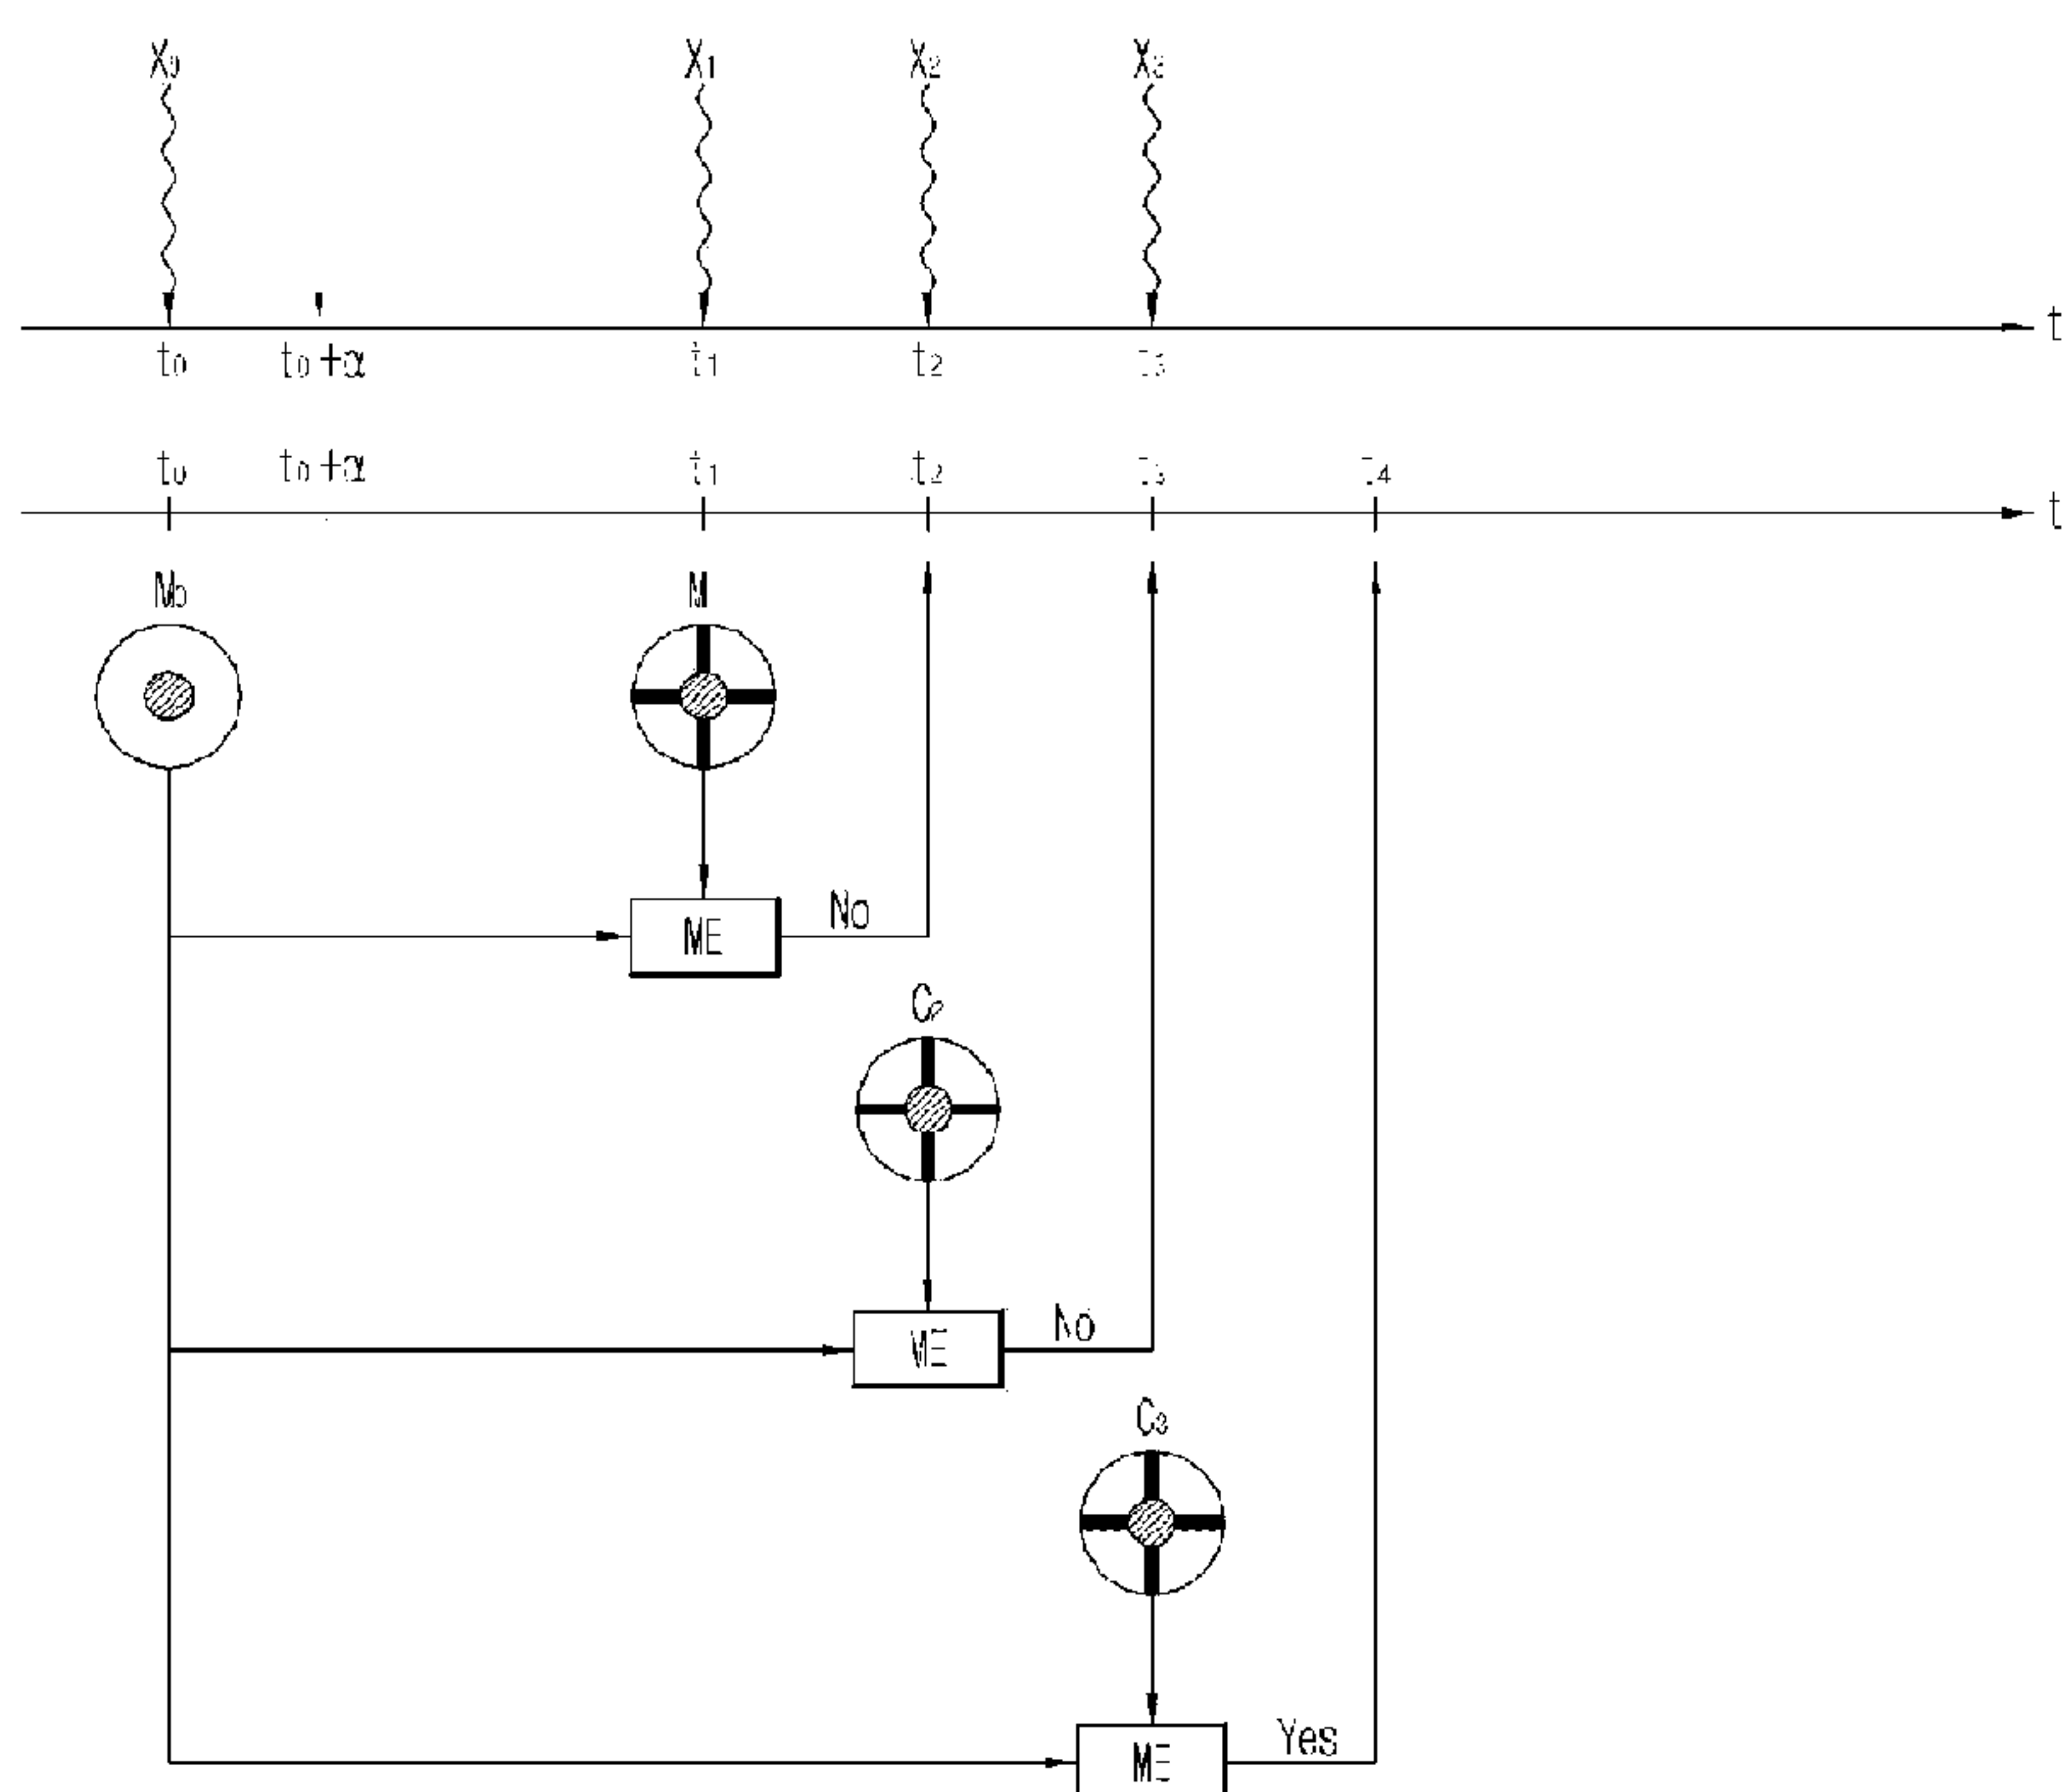 X₀ X₁ X₂ X₃
t
t₀ t₀+α t₁ t₂ t₃
t₀ t₀+α t₁ t₂ t₃ t₄
t
M₀ M
No
ME
C₂
No
ME
C₃
Yes
ME